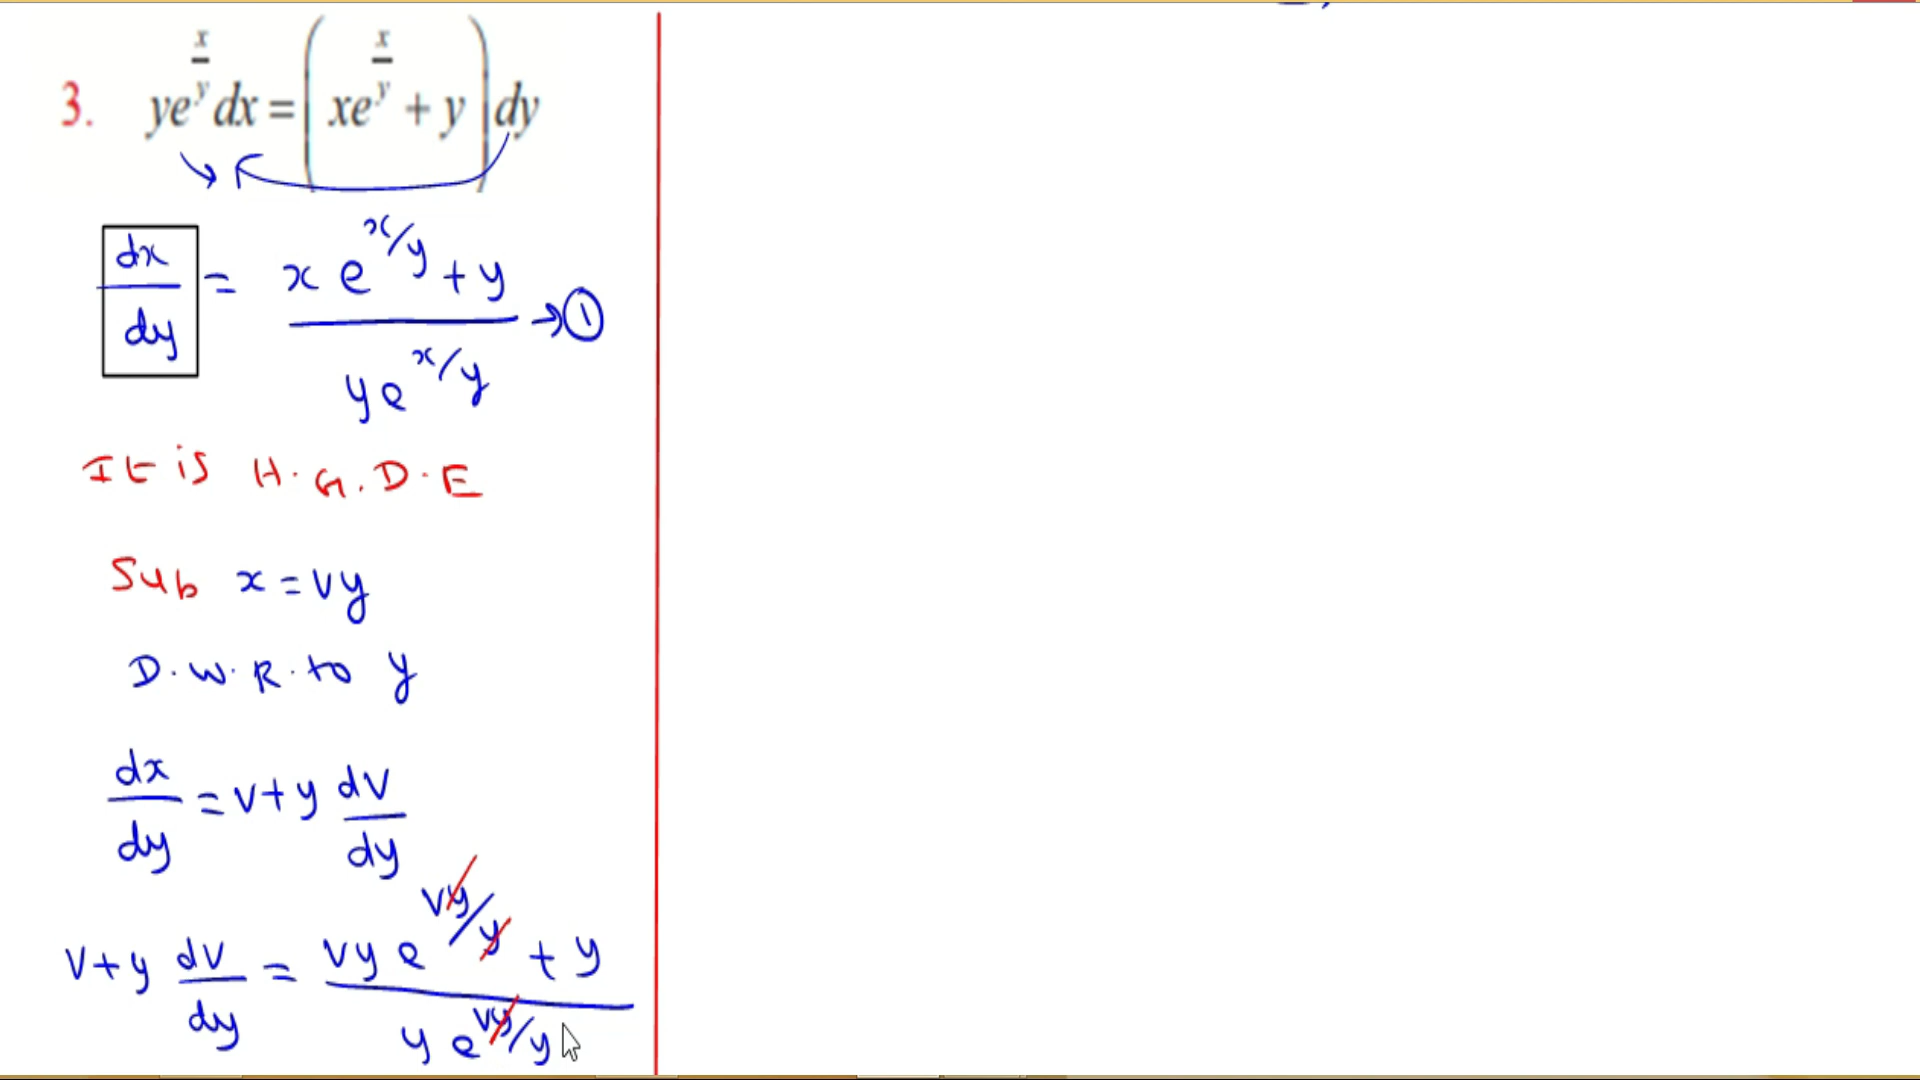 3. ye^{x/y} dx = ( xe^{x/y} + y ) dy
dx/dy = (x e^{x/y} + y) / (y e^{x/y}) → ①
It is H.G.D.E
Sub x = vy
D.W.R.to y
dx/dy = v + y dv/dy
v + y dv/dy = (vy e^{vy/y} + y) / (y e^{vy/y})